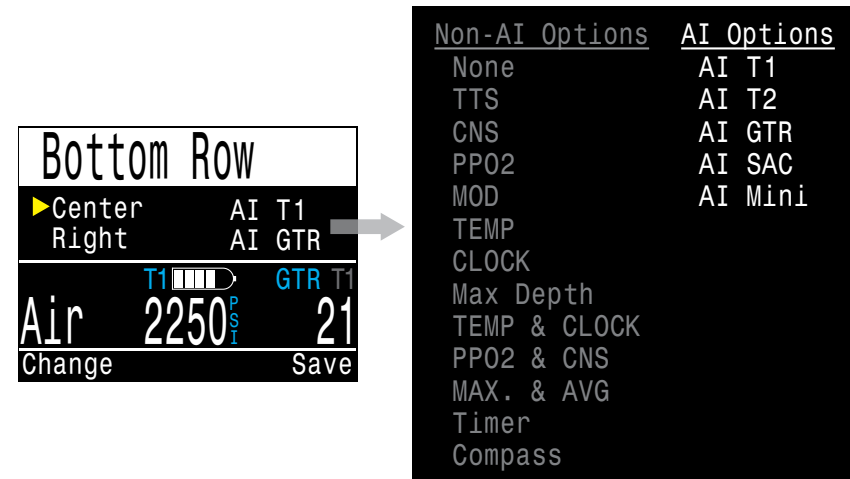 Bottom Row
Center AI T1
Right AI GTR
T1 GTR T1
Air 2250 PSI 21
Change Save
Non-AI Options AI Options
None AI T1
TTS AI T2
CNS AI GTR
PPO2 AI SAC
MOD AI Mini
TEMP
CLOCK
Max Depth
TEMP & CLOCK
PPO2 & CNS
MAX. & AVG
Timer
Compass